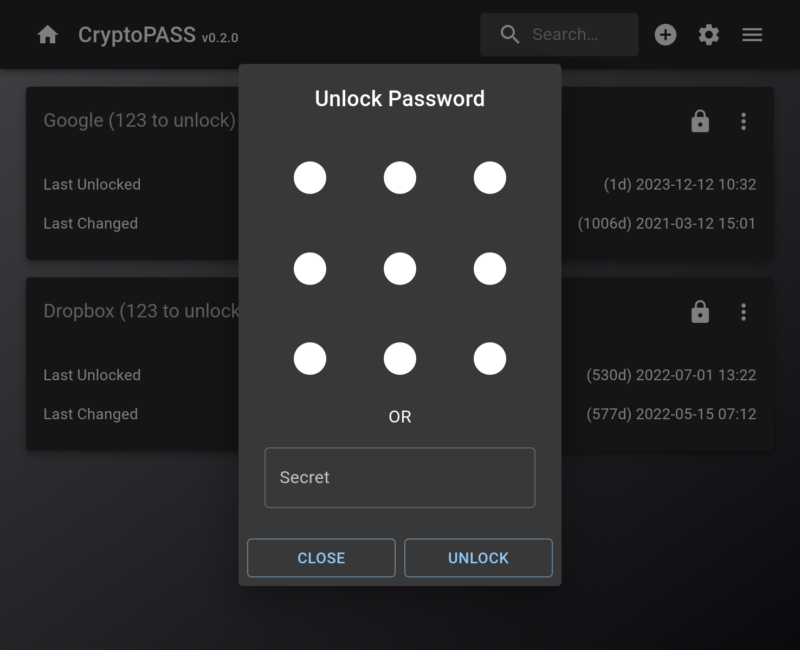 CryptoPASS v0.2.0 Search...
Unlock Password
Google (123 to unlock)
Last Unlocked (1d) 2023-12-12 10:32
Last Changed (1006d) 2021-03-12 15:01
Dropbox (123 to unlock
Last Unlocked (530d) 2022-07-01 13:22
Last Changed (577d) 2022-05-15 07:12
OR
Secret
CLOSE UNLOCK